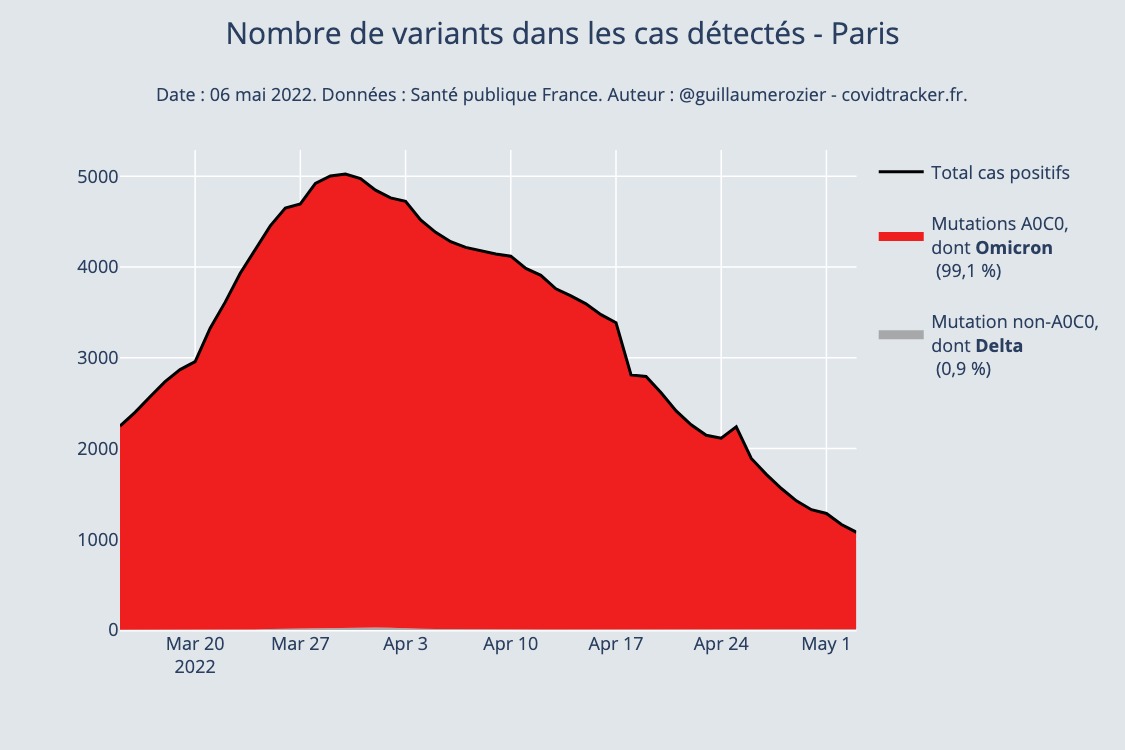 Nombre de variants dans les cas détectés - Paris
Date : 06 mai 2022. Données : Santé publique France. Auteur : @guillaumerozier - covidtracker.fr.
5000
4000
3000
2000
1000
0
Mar 20
2022
Mar 27
Apr 3
Apr 10
Apr 17
Apr 24
May 1
Total cas positifs
Mutations A0C0,
dont Omicron
(99,1 %)
Mutation non-A0C0,
dont Delta
(0,9 %)